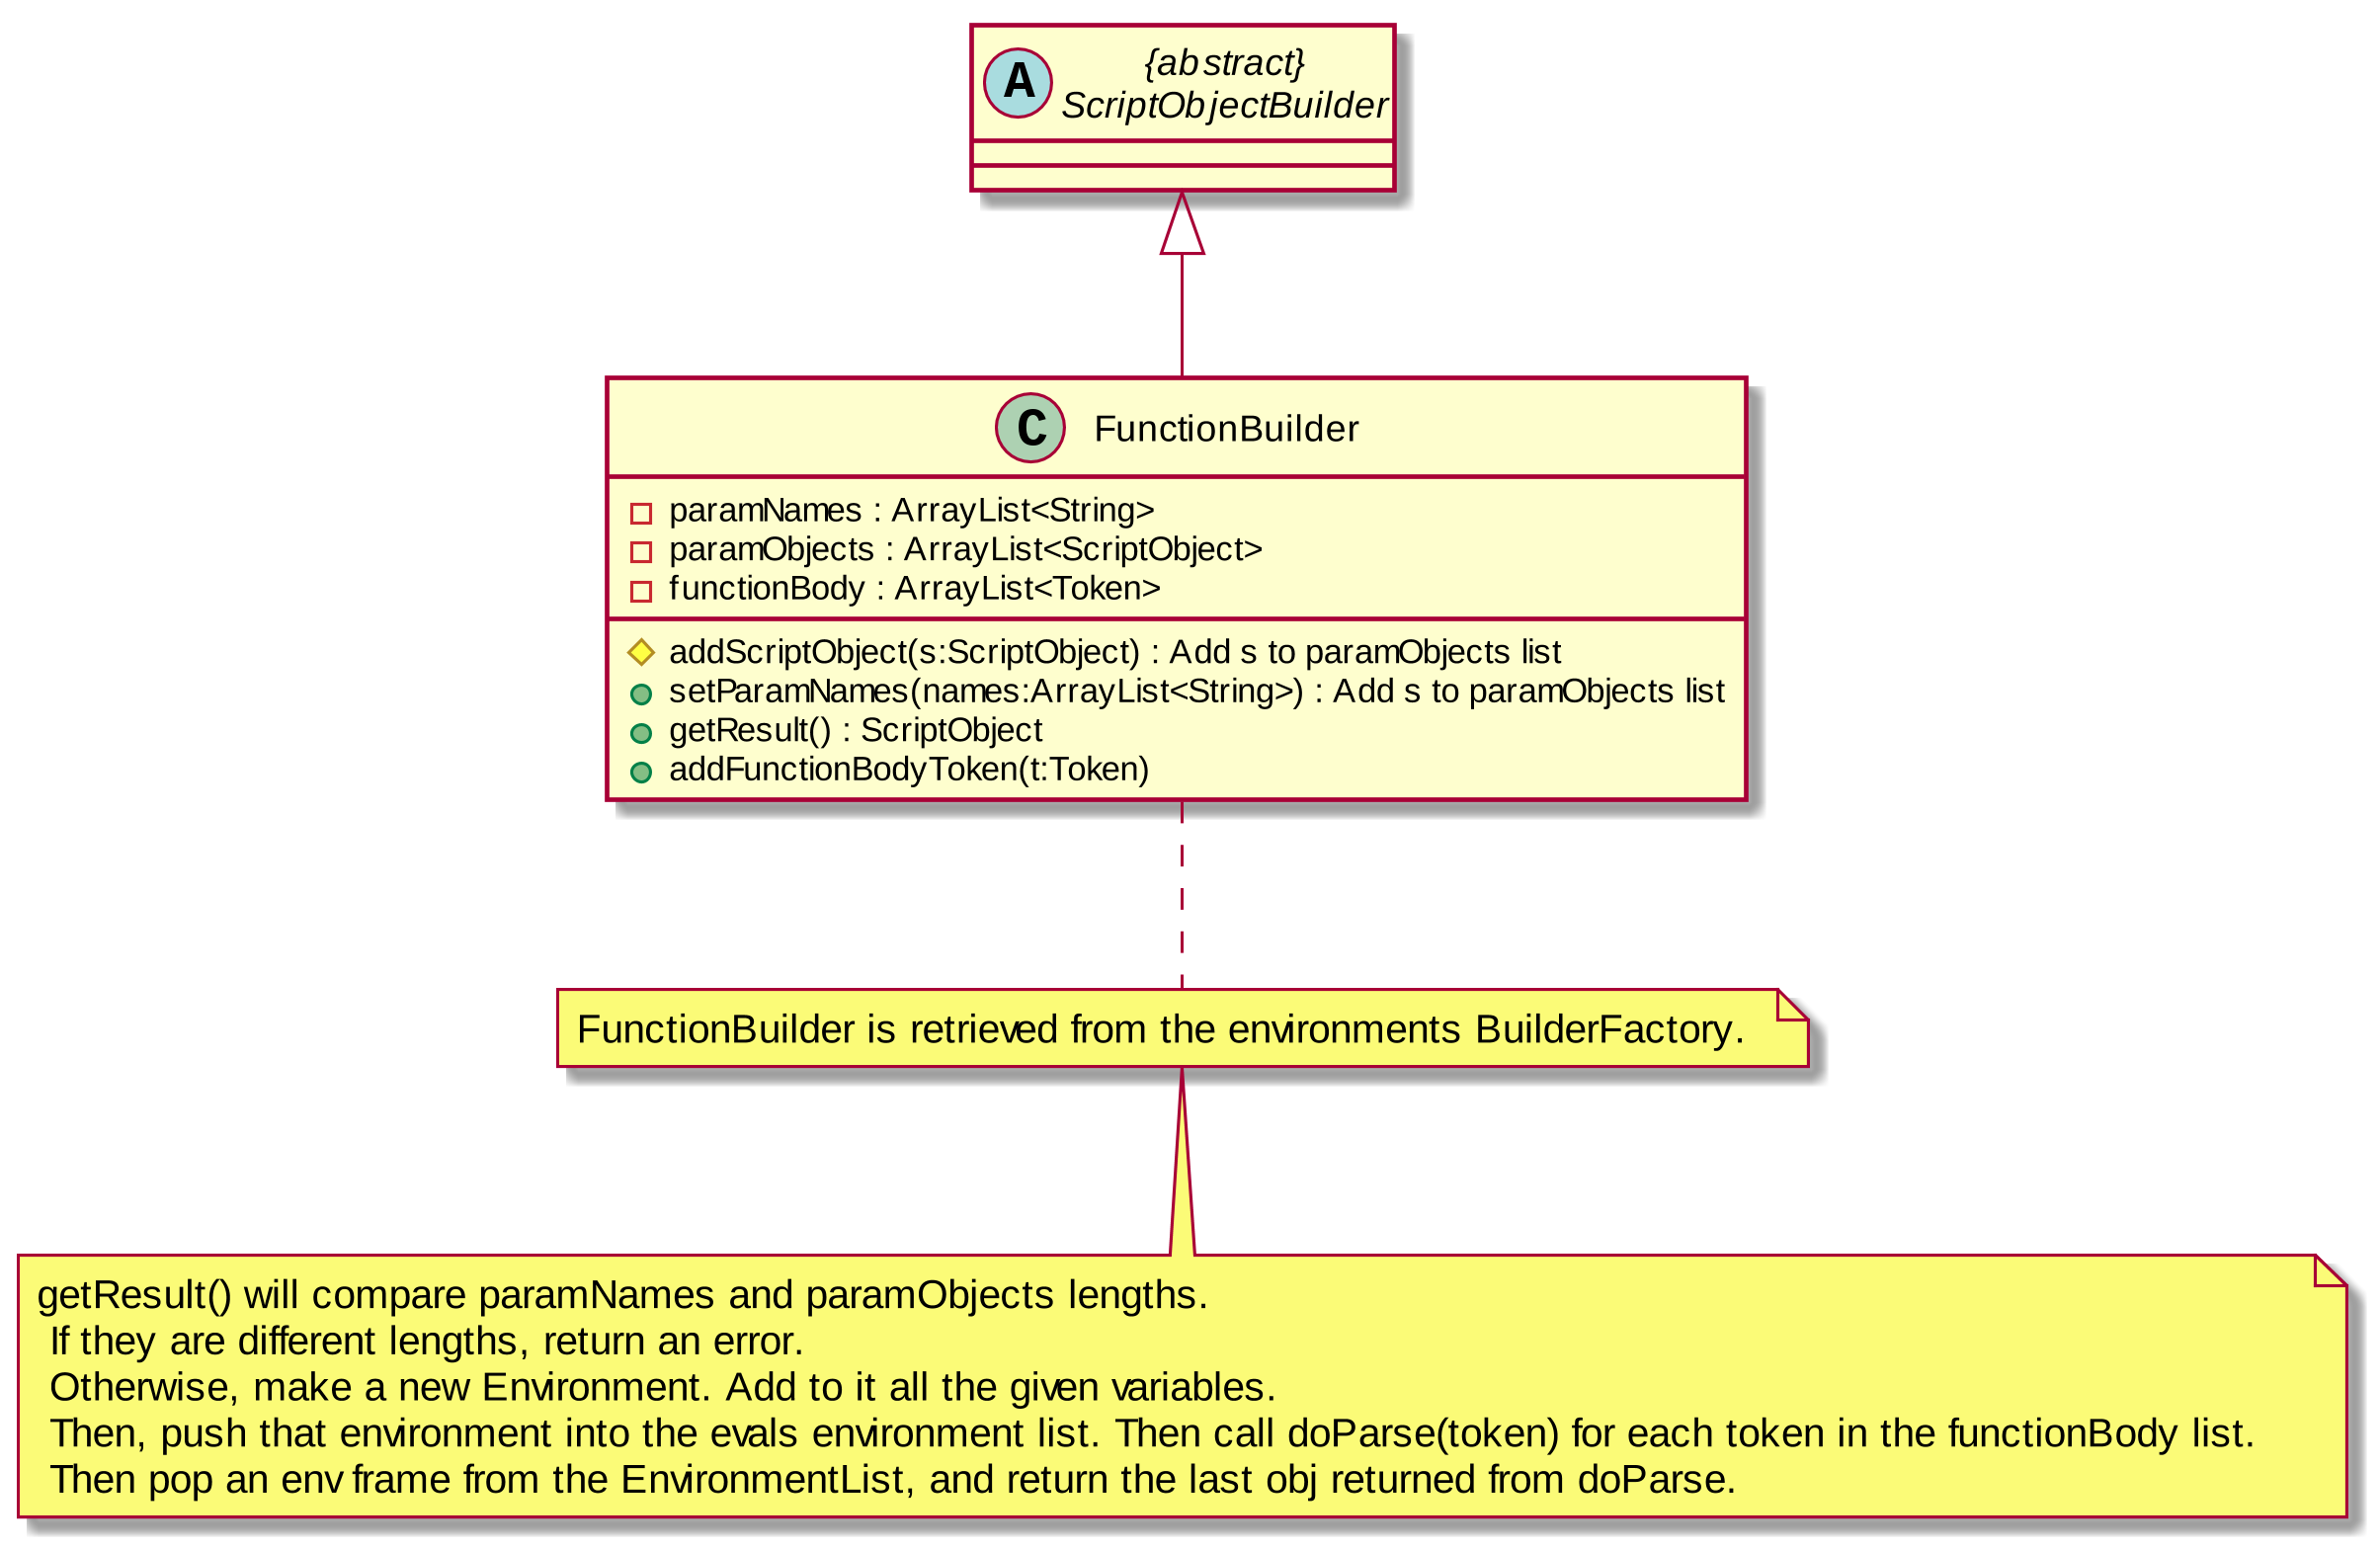 A
{abstract}
ScriptObjectBuilder
C FunctionBuilder
paramNames : ArrayList<String>
paramObjects : ArrayList<ScriptObject>
functionBody : ArrayList<Token>
addScriptObject(s:ScriptObject) : Add s to paramObjects list
setParamNames(names:ArrayList<String>) : Add s to paramObjects list
getResult() : ScriptObject
addFunctionBodyToken(t:Token)
FunctionBuilder is retrieved from the environments BuilderFactory.
getResult() will compare paramNames and paramObjects lengths.
If they are different lengths, return an error.
Otherwise, make a new Environment. Add to it all the given variables.
Then, push that environment into the evals environment list. Then call doParse(token) for each token in the functionBody list.
Then pop an env frame from the EnvironmentList, and return the last obj returned from doParse.